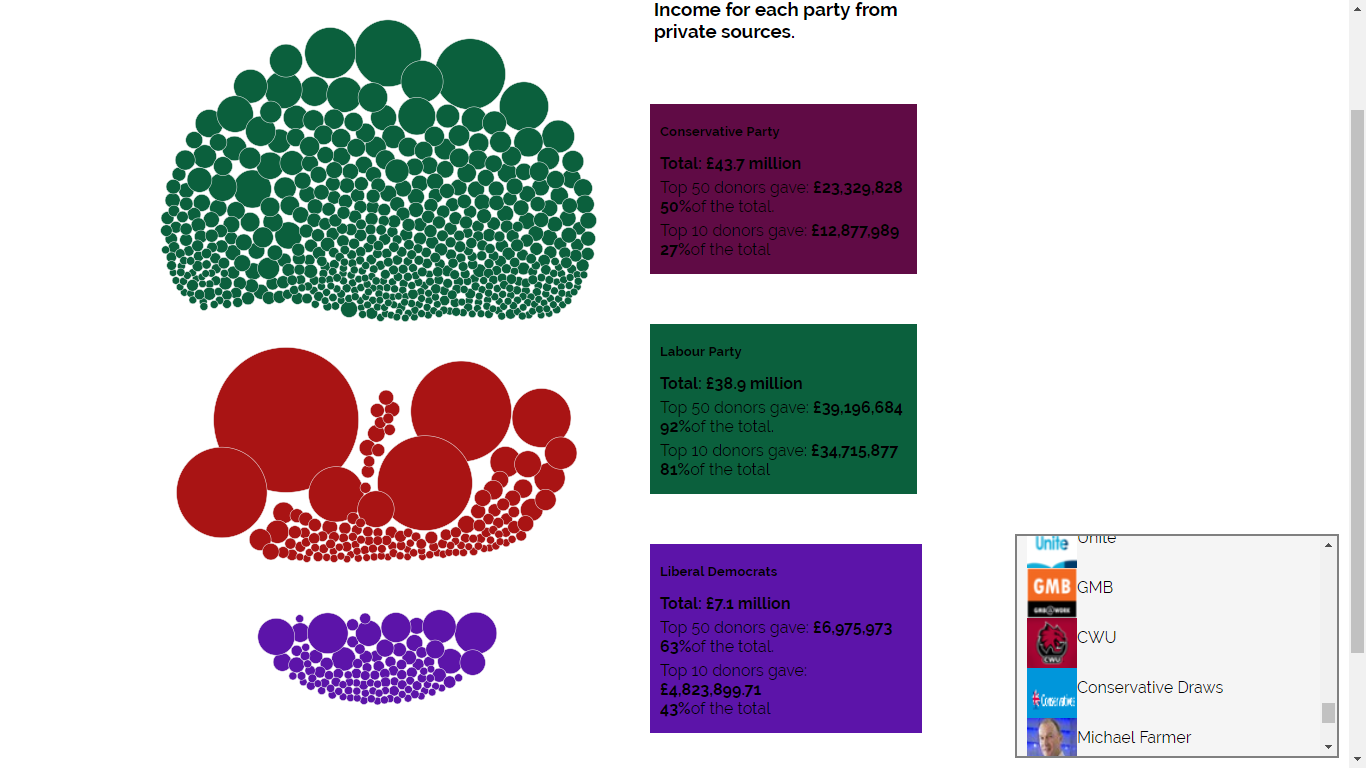 Income for each party from
private sources.
Conservative Party
Total: £43.7 million
Top 50 donors gave: £23,329,828
50%of the total.
Top 10 donors gave: £12,877,989
27%of the total
Labour Party
Total: £38.9 million
Top 50 donors gave: £39,196,684
92%of the total.
Top 10 donors gave: £34,715,877
81%of the total
Liberal Democrats
Total: £7.1 million
Top 50 donors gave: £6,975,973
63%of the total.
Top 10 donors gave:
£4,823,899.71
43%of the total
Unite
Unite
GMB
GMB
CWU
CWU
Conservative Draws
Michael Farmer